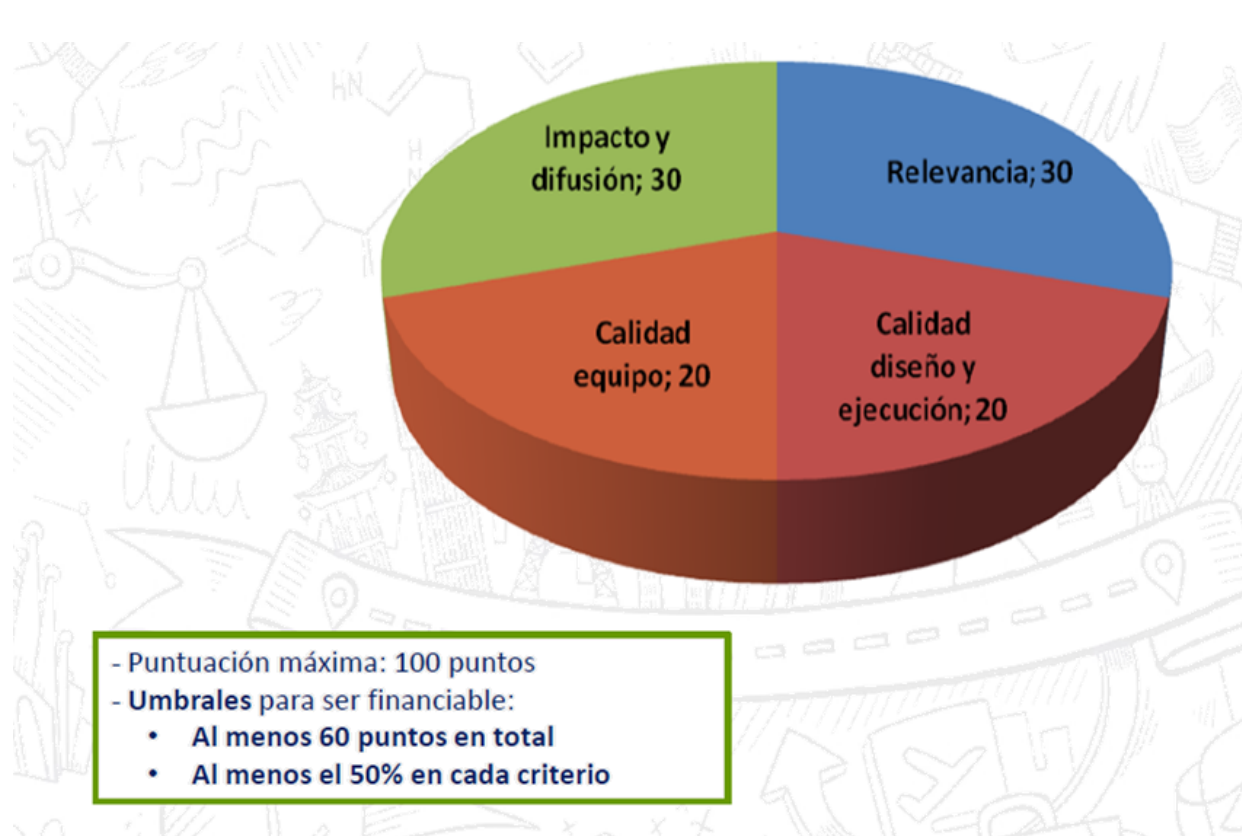 Impacto y
difusión; 30
Relevancia; 30
Calidad
equipo; 20
Calidad
diseño y
ejecución; 20
- Puntuación máxima: 100 puntos
- Umbrales para ser financiable:
• Al menos 60 puntos en total
• Al menos el 50% en cada criterio
HN
H